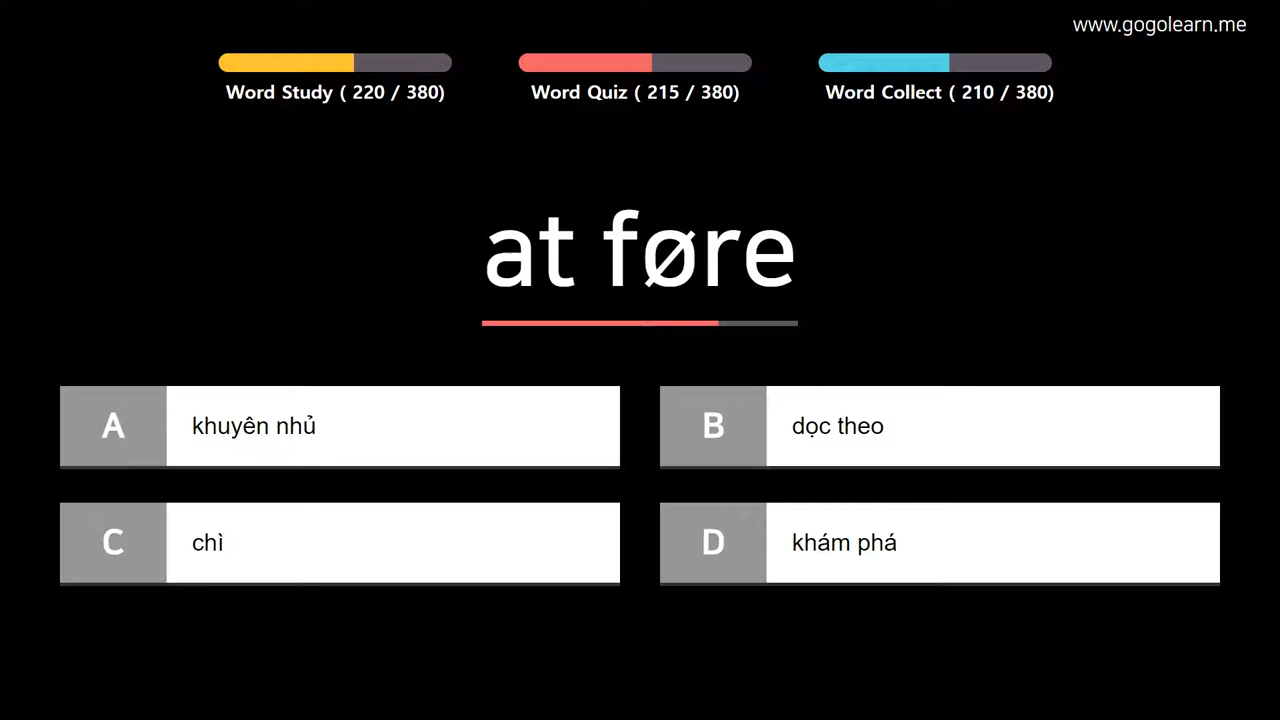 www.gogolearn.me
Word Study ( 220 / 380)
Word Quiz ( 215 / 380)
Word Collect ( 210 / 380)
at føre
A
khuyên nhủ
B
dọc theo
C
chì
D
khám phá